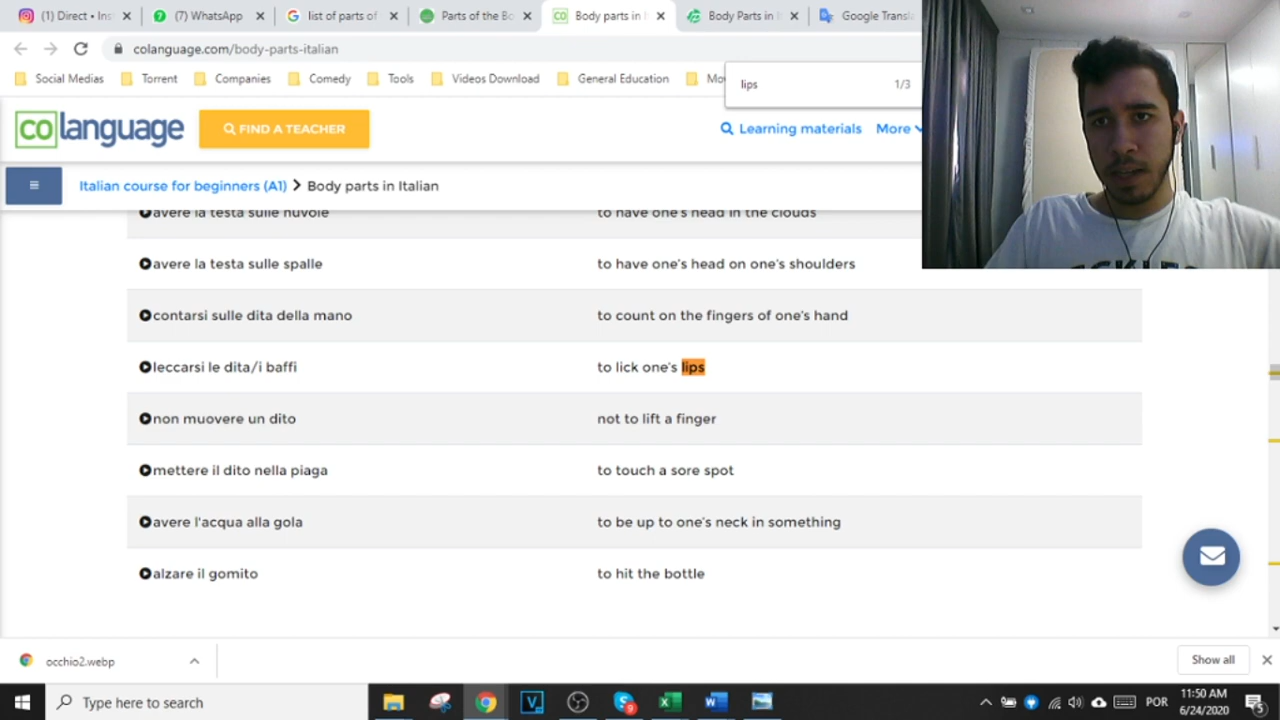 (1) Direct • Ins
(7) WhatsApp
list of parts of
Parts of the Bo
Body parts in I
Body Parts in I
Google Transla
colanguage.com/body-parts-italian
Social Medias
Torrent
Companies
Comedy
Tools
Videos Download
General Education
Mov
lips 1/3
colanguage
FIND A TEACHER
Learning materials
More
Italian course for beginners (A1) > Body parts in Italian
avere la testa sulle nuvole to have one's head in the clouds
avere la testa sulle spalle to have one's head on one's shoulders
contarsi sulle dita della mano to count on the fingers of one's hand
leccarsi le dita/i baffi to lick one's lips
non muovere un dito not to lift a finger
mettere il dito nella piaga to touch a sore spot
avere l'acqua alla gola to be up to one's neck in something
alzare il gomito to hit the bottle
occhio2.webp
Show all
Type here to search
POR
11:50 AM
6/24/2020